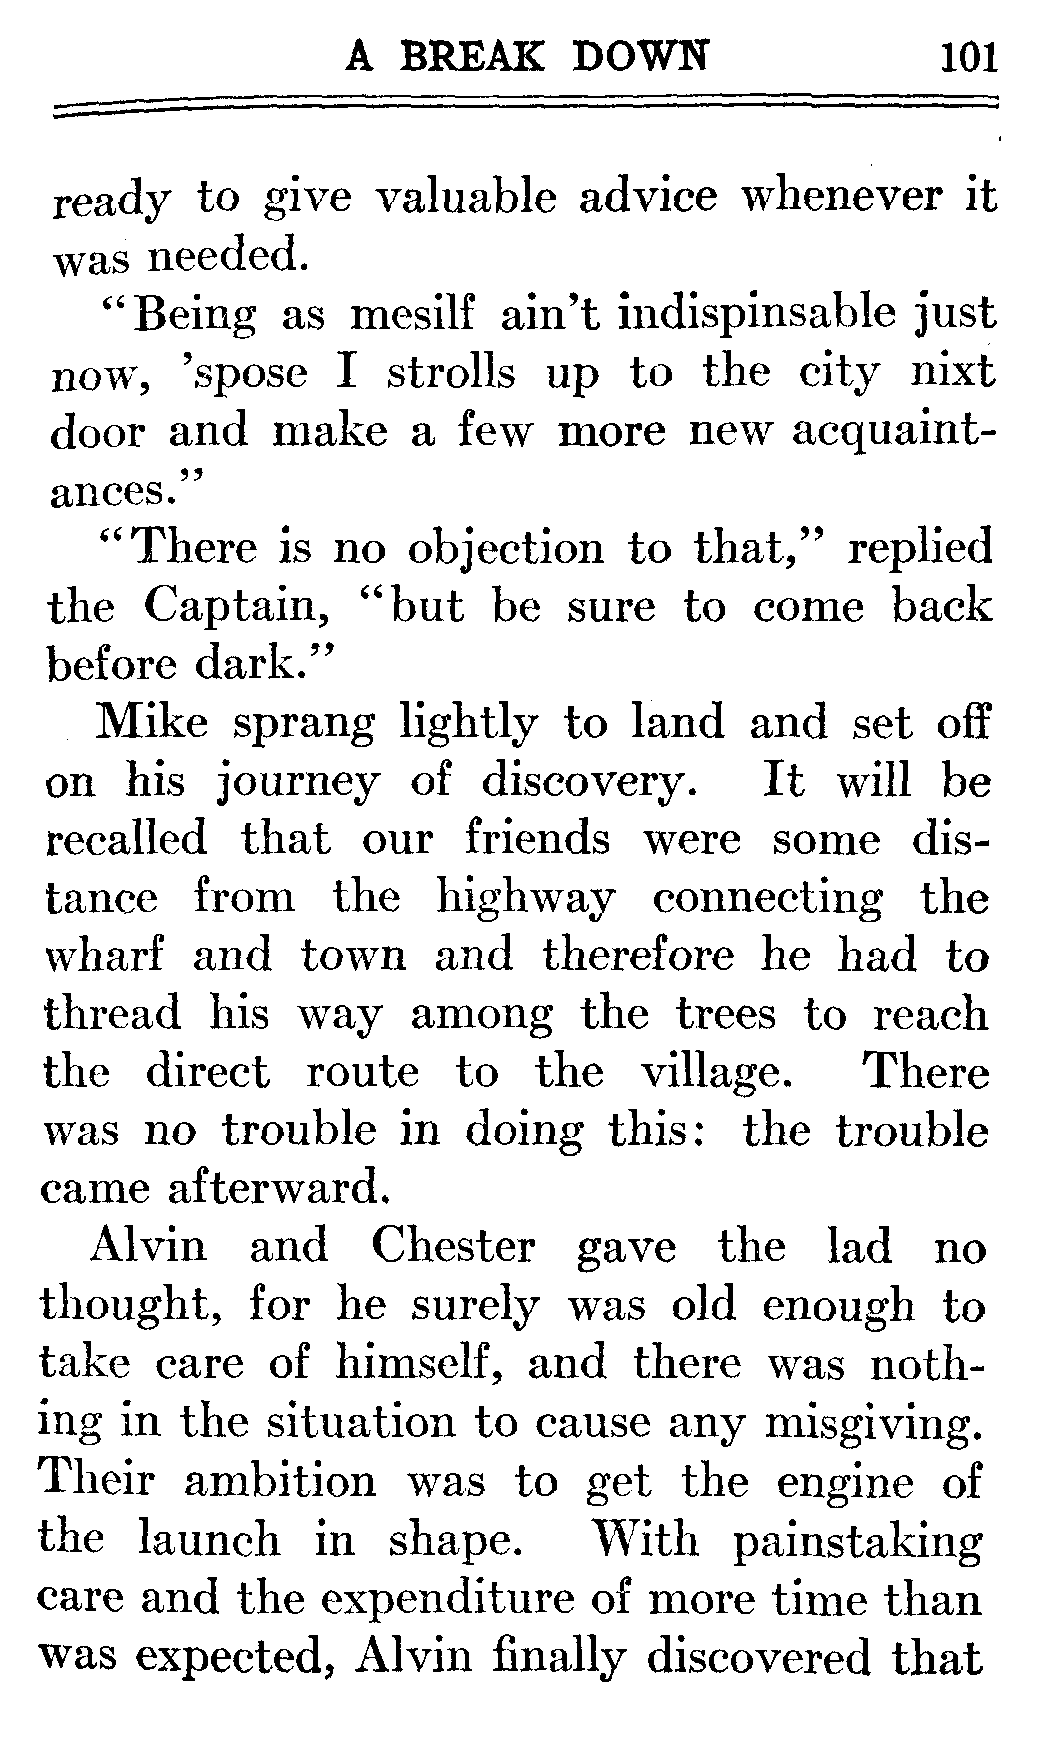 A BREAK DOWN 101
ready to give valuable advice whenever it
was needed.
“Being as mesilf ain’t indispinsable just
now, ’spose I strolls up to the city nixt
door and make a few more new acquaint-
ances.”
“There is no objection to that,” replied
the Captain, “but be sure to come back
before dark.”
Mike sprang lightly to land and set off
on his journey of discovery. It will be
recalled that our friends were some dis-
tance from the highway connecting the
wharf and town and therefore he had to
thread his way among the trees to reach
the direct route to the village. There
was no trouble in doing this: the trouble
came afterward.
Alvin and Chester gave the lad no
thought, for he surely was old enough to
take care of himself, and there was noth-
ing in the situation to cause any misgiving.
Their ambition was to get the engine of
the launch in shape. With painstaking
care and the expenditure of more time than
was expected, Alvin finally discovered that